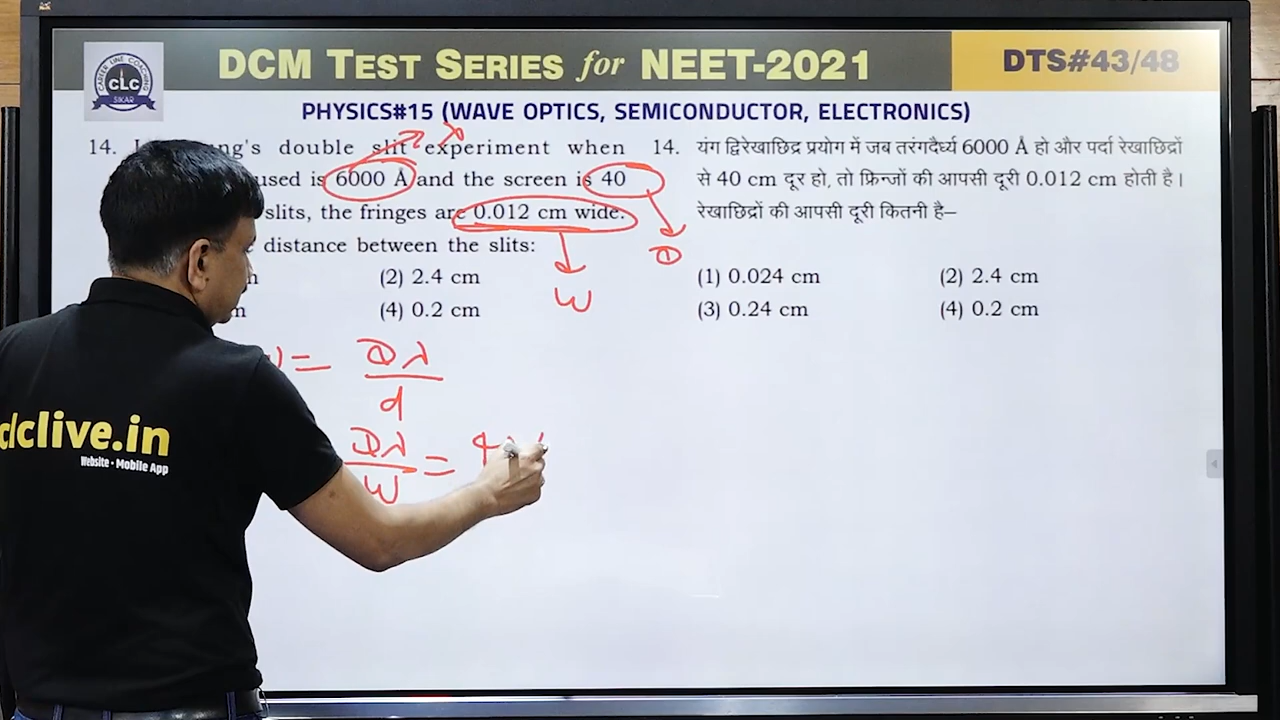 DCM TEST SERIES for NEET-2021
DTS#43/48
CAREER LINE COACHING
CLC
SIKAR
PHYSICS#15 (WAVE OPTICS, SEMICONDUCTOR, ELECTRONICS)
14. double slit experiment when
used is 6000 Å and the screen is 40
slits, the fringes are 0.012 cm wide.
distance between the slits:
(2) 2.4 cm
(4) 0.2 cm
14. यंग द्विरेखाछिद्र प्रयोग में जब तरंगदैर्ध्य 6000 Å हो और पर्दा रेखाछिद्रों
से 40 cm दूर हो, तो फ्रिन्जों की आपसी दूरी 0.012 cm होती है।
रेखाछिद्रों की आपसी दूरी कितनी है–
(1) 0.024 cm
(2) 2.4 cm
(3) 0.24 cm
(4) 0.2 cm
λ
D
W
= Dλ
d
Dλ =
W
clclive.in
Website • Mobile App